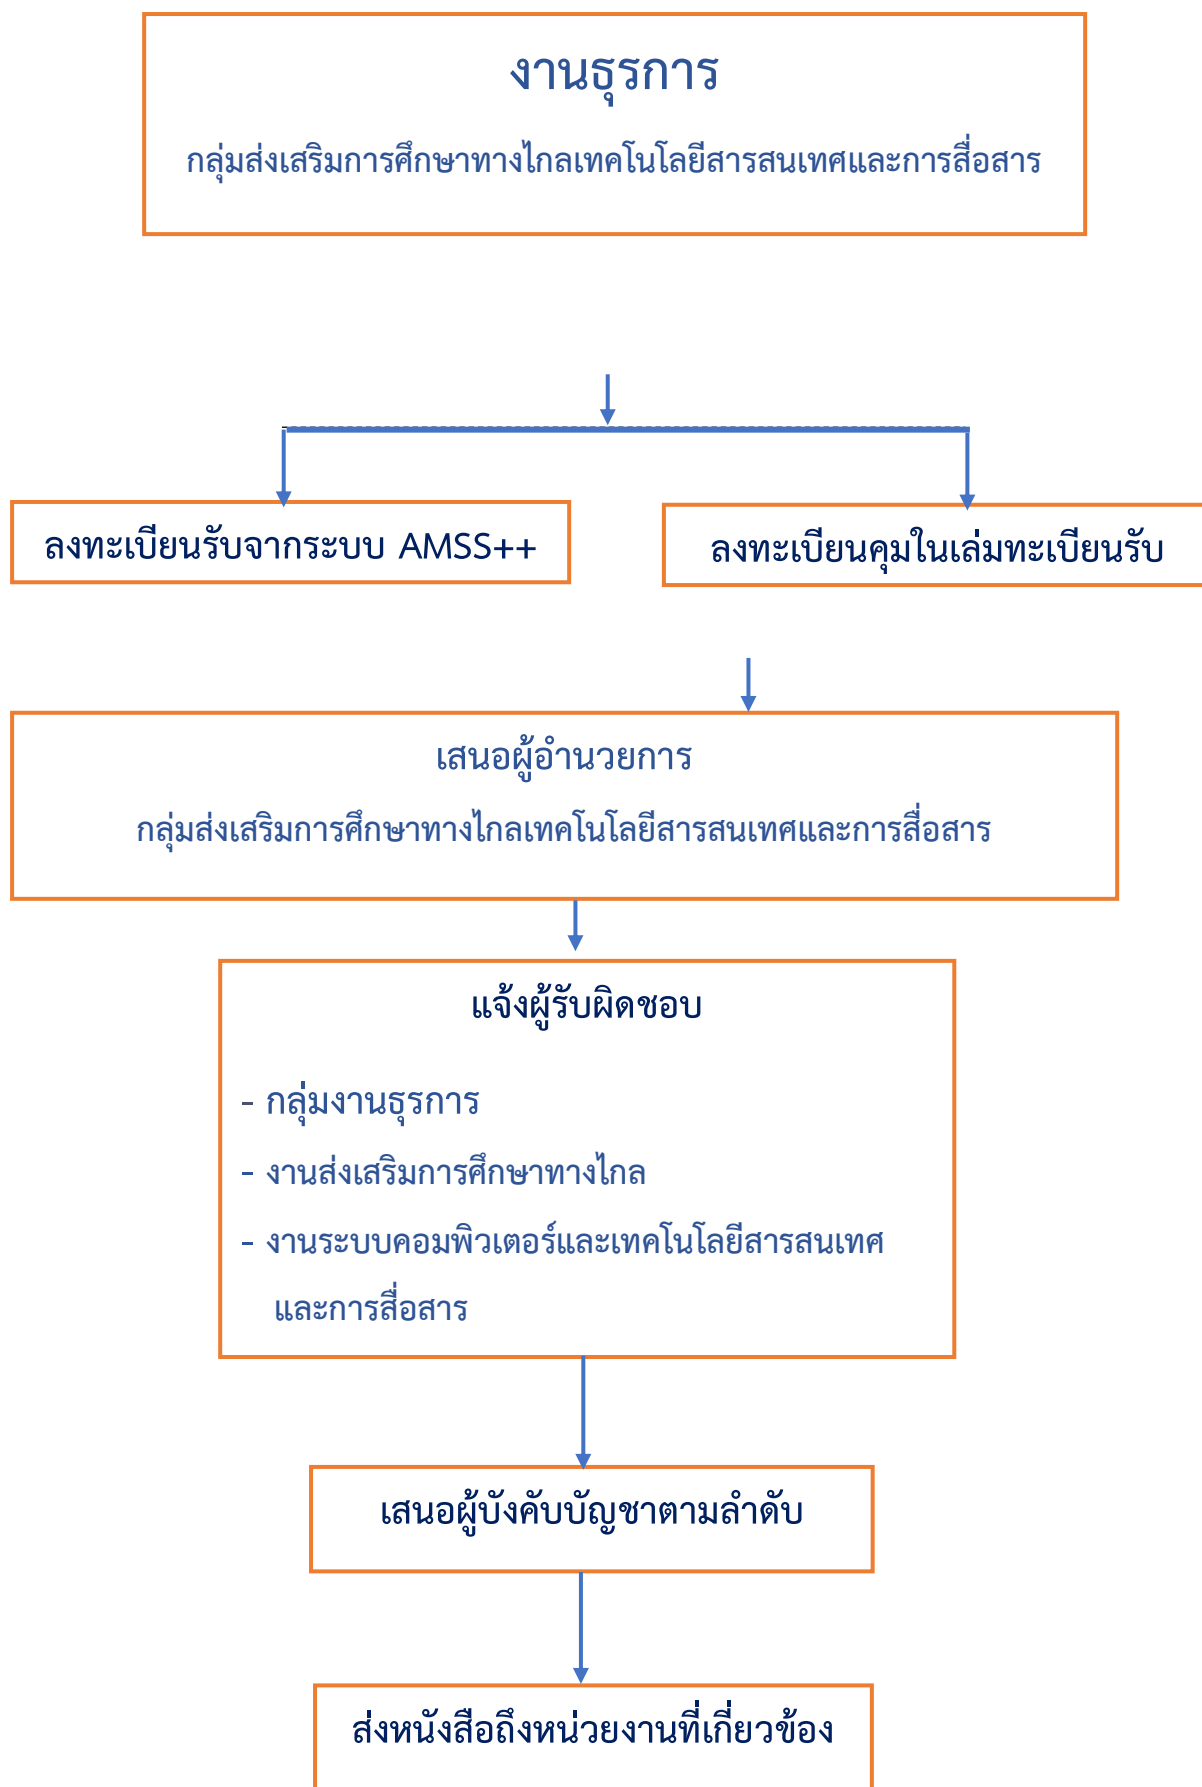 งานธุรการ
กลุ่มส่งเสริมการศึกษาทางไกลเทคโนโลยีสารสนเทศและการสื่อสาร
ลงทะเบียนรับจากระบบ AMSS++
ลงทะเบียนคุมในเล่มทะเบียนรับ
เสนอผู้อำนวยการ
กลุ่มส่งเสริมการศึกษาทางไกลเทคโนโลยีสารสนเทศและการสื่อสาร
แจ้งผู้รับผิดชอบ
- กลุ่มงานธุรการ
- งานส่งเสริมการศึกษาทางไกล
- งานระบบคอมพิวเตอร์และเทคโนโลยีสารสนเทศ
และการสื่อสาร
เสนอผู้บังคับบัญชาตามลำดับ
ส่งหนังสือถึงหน่วยงานที่เกี่ยวข้อง